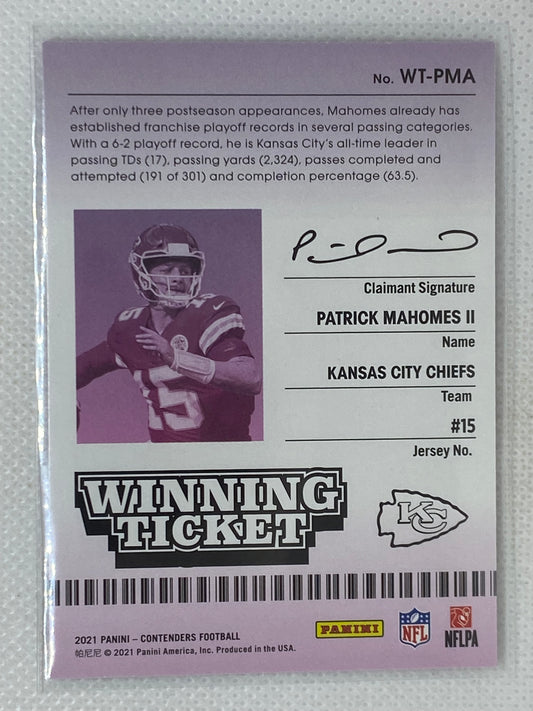 No. WT-PMA
After only three postseason appearances, Mahomes already has
established franchise playoff records in several passing categories.
With a 6-2 playoff record, he is Kansas City's all-time leader in
passing TDs (17), passing yards (2,324), passes completed and
attempted (191 of 301) and completion percentage (63.5).
15
Claimant Signature
PATRICK MAHOMES II
Name
KANSAS CITY CHIEFS
Team
#15
Jersey No.
WINNING
TICKET
KC
2021 PANINI – CONTENDERS FOOTBALL
帕尼尼 © 2021 Panini America, Inc. Produced in the USA.
PANINI
NFL
NFLPA